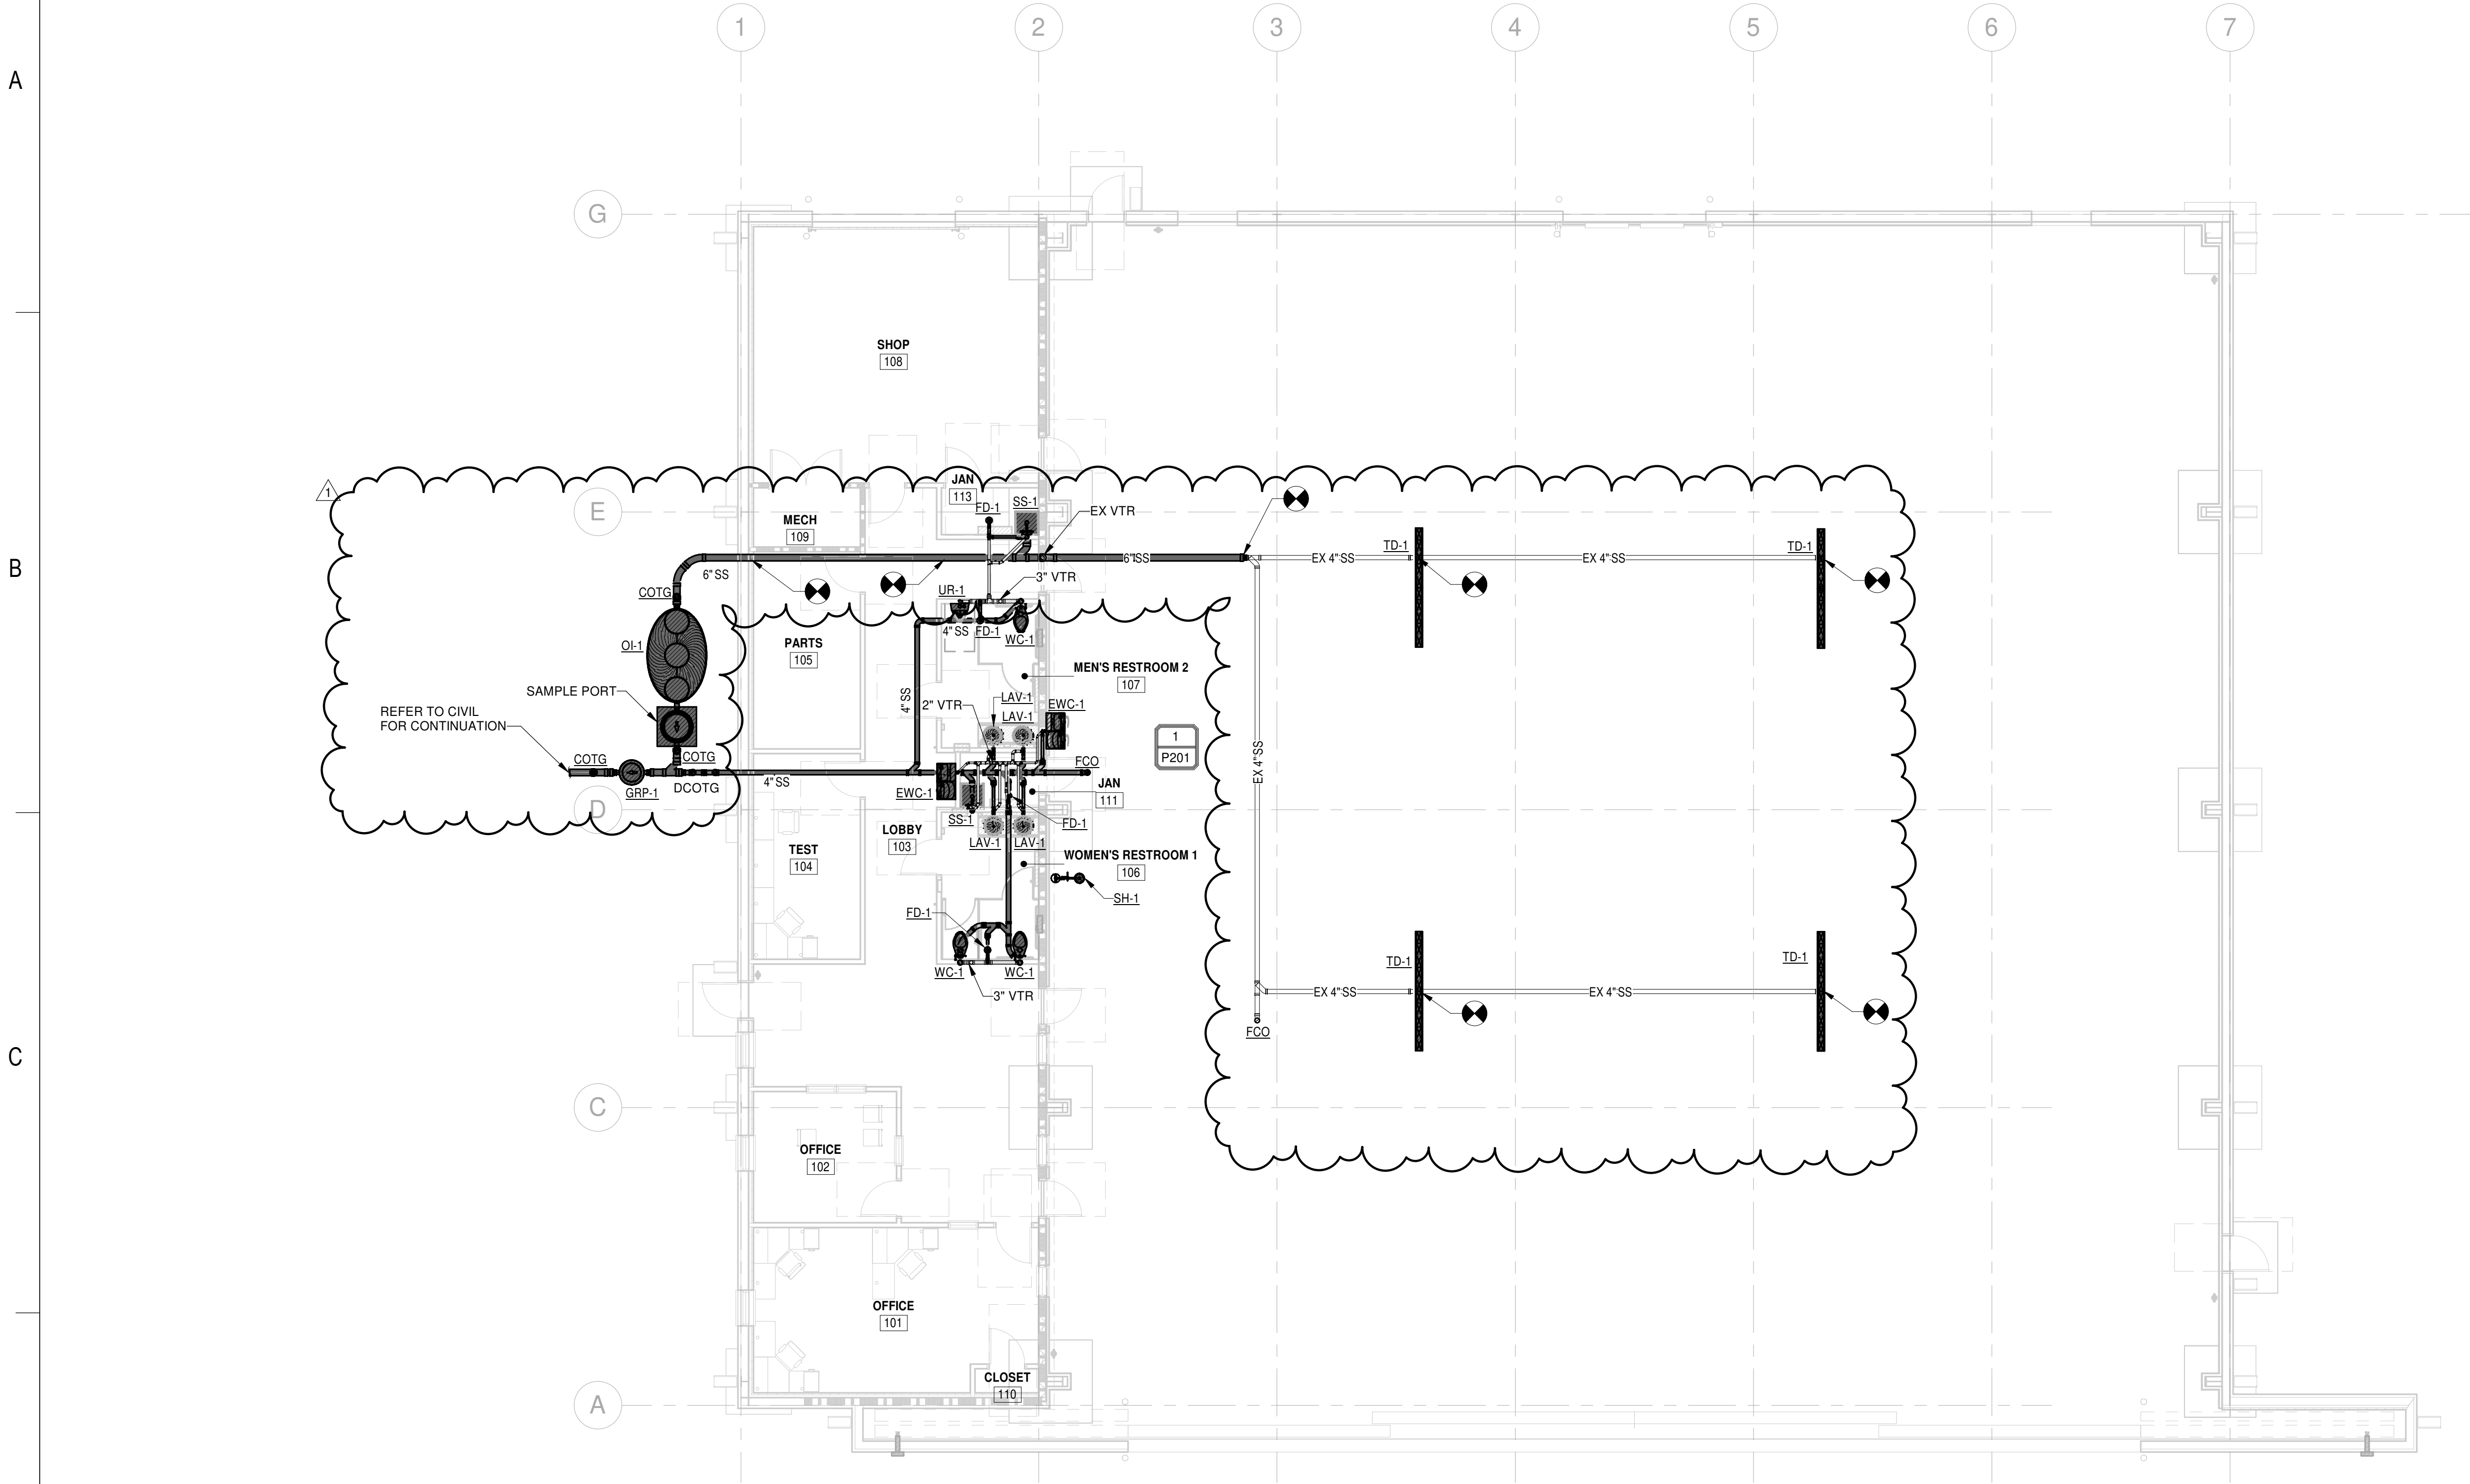 1
2
3
4
5
6
7
A
G
SHOP
108
JAN
113
1
SS-1
FD-1
E
EX VTR
MECH
109
B
TD-1
TD-1
6" SS
EX 4" SS
EX 4" SS
6" SS
3" VTR
UR-1
COTG
4" SS
FD-1
WC-1
OI-1
PARTS
105
MEN'S RESTROOM 2
107
SAMPLE PORT
4" SS
LAV-1
2" VTR
EWC-1
REFER TO CIVIL
FOR CONTINUATION
LAV-1
1
P201
EX 4" SS
COTG
COTG
FCO
4" SS
JAN
111
GRP-1
DCOTG
EWC-1
D
SS-1
FD-1
LOBBY
103
LAV-1
LAV-1
TEST
104
WOMEN'S RESTROOM 1
106
SH-1
FD-1
TD-1
TD-1
WC-1
WC-1
3" VTR
EX 4" SS
EX 4" SS
FCO
C
C
OFFICE
102
OFFICE
101
CLOSET
110
A